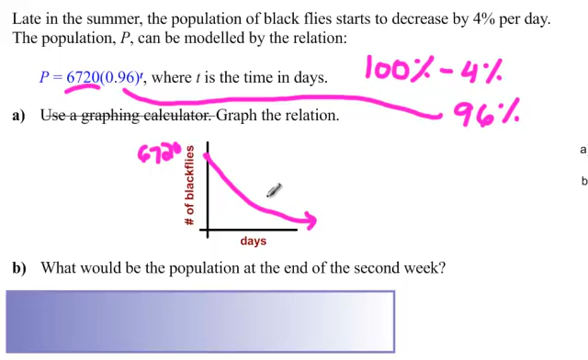 Late in the summer, the population of black flies starts to decrease by 4% per day.
The population, P, can be modelled by the relation:
P = 6720(0.96)ᵗ, where t is the time in days.
100% - 4%
96%
a) Use a graphing calculator. Graph the relation.
6720
# of blackflies
days
a
b
b) What would be the population at the end of the second week?